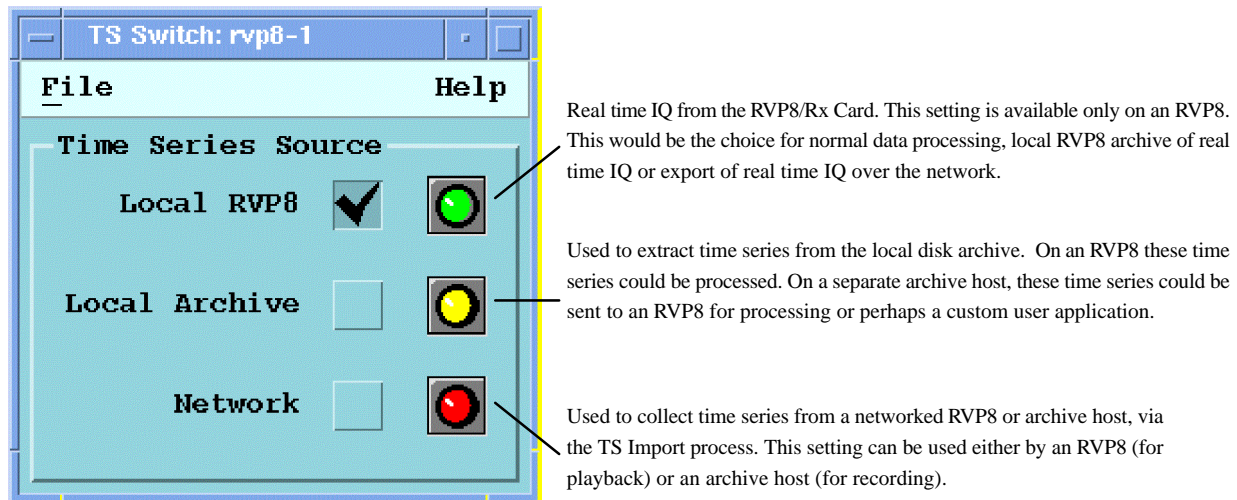 TS Switch: rvp8-1
File Help
Time Series Source
Local RVP8
Local Archive
Network
Real time IQ from the RVP8/Rx Card. This setting is available only on an RVP8.
This would be the choice for normal data processing, local RVP8 archive of real
time IQ or export of real time IQ over the network.
Used to extract time series from the local disk archive. On an RVP8 these time
series could be processed. On a separate archive host, these time series could be
sent to an RVP8 for processing or perhaps a custom user application.
Used to collect time series from a networked RVP8 or archive host, via
the TS Import process. This setting can be used either by an RVP8 (for
playback) or an archive host (for recording).